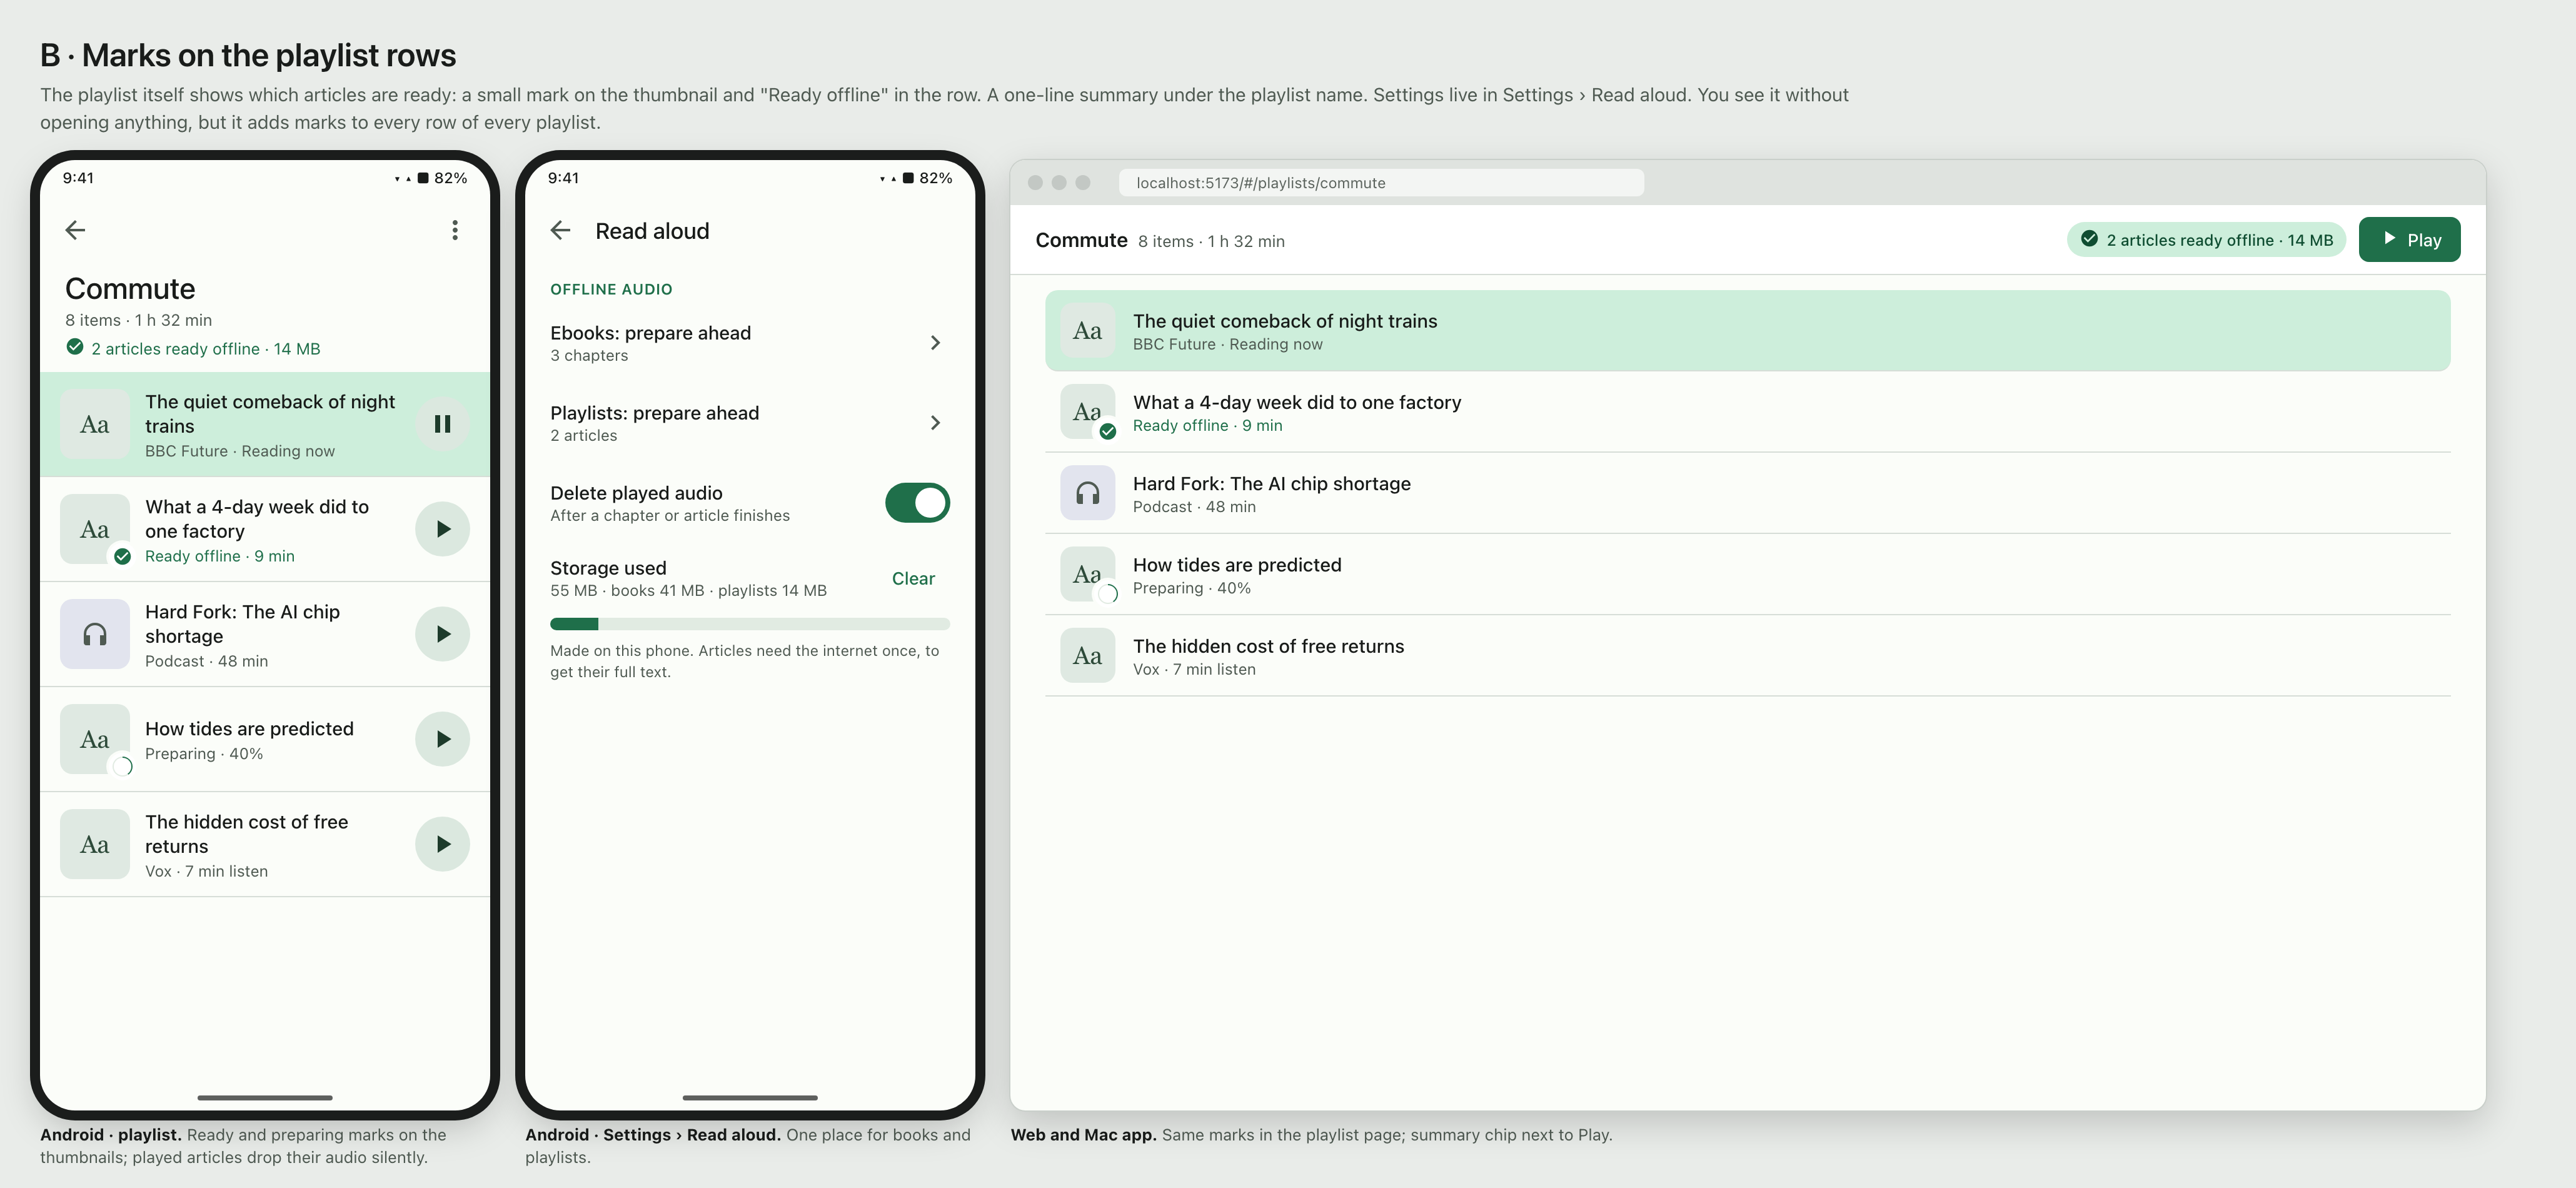 B · Marks on the playlist rows
The playlist itself shows which articles are ready: a small mark on the thumbnail and "Ready offline" in the row. A one-line summary under the playlist name. Settings live in Settings › Read aloud. You see it without
opening anything, but it adds marks to every row of every playlist.
9:41
82%
Commute
8 items · 1 h 32 min
2 articles ready offline · 14 MB
Aa
The quiet comeback of night
trains
BBC Future · Reading now
Aa
What a 4-day week did to
one factory
Ready offline · 9 min
Hard Fork: The AI chip
shortage
Podcast · 48 min
Aa
How tides are predicted
Preparing · 40%
Aa
The hidden cost of free
returns
Vox · 7 min listen
Android · playlist. Ready and preparing marks on the
thumbnails; played articles drop their audio silently.
9:41
82%
Read aloud
OFFLINE AUDIO
Ebooks: prepare ahead
3 chapters
Playlists: prepare ahead
2 articles
Delete played audio
After a chapter or article finishes
Storage used
55 MB · books 41 MB · playlists 14 MB
Clear
Made on this phone. Articles need the internet once, to
get their full text.
Android · Settings › Read aloud. One place for books and
playlists.
localhost:5173/#/playlists/commute
Commute 8 items · 1 h 32 min
2 articles ready offline · 14 MB
Play
Aa
The quiet comeback of night trains
BBC Future · Reading now
Aa
What a 4-day week did to one factory
Ready offline · 9 min
Hard Fork: The AI chip shortage
Podcast · 48 min
Aa
How tides are predicted
Preparing · 40%
Aa
The hidden cost of free returns
Vox · 7 min listen
Web and Mac app. Same marks in the playlist page; summary chip next to Play.